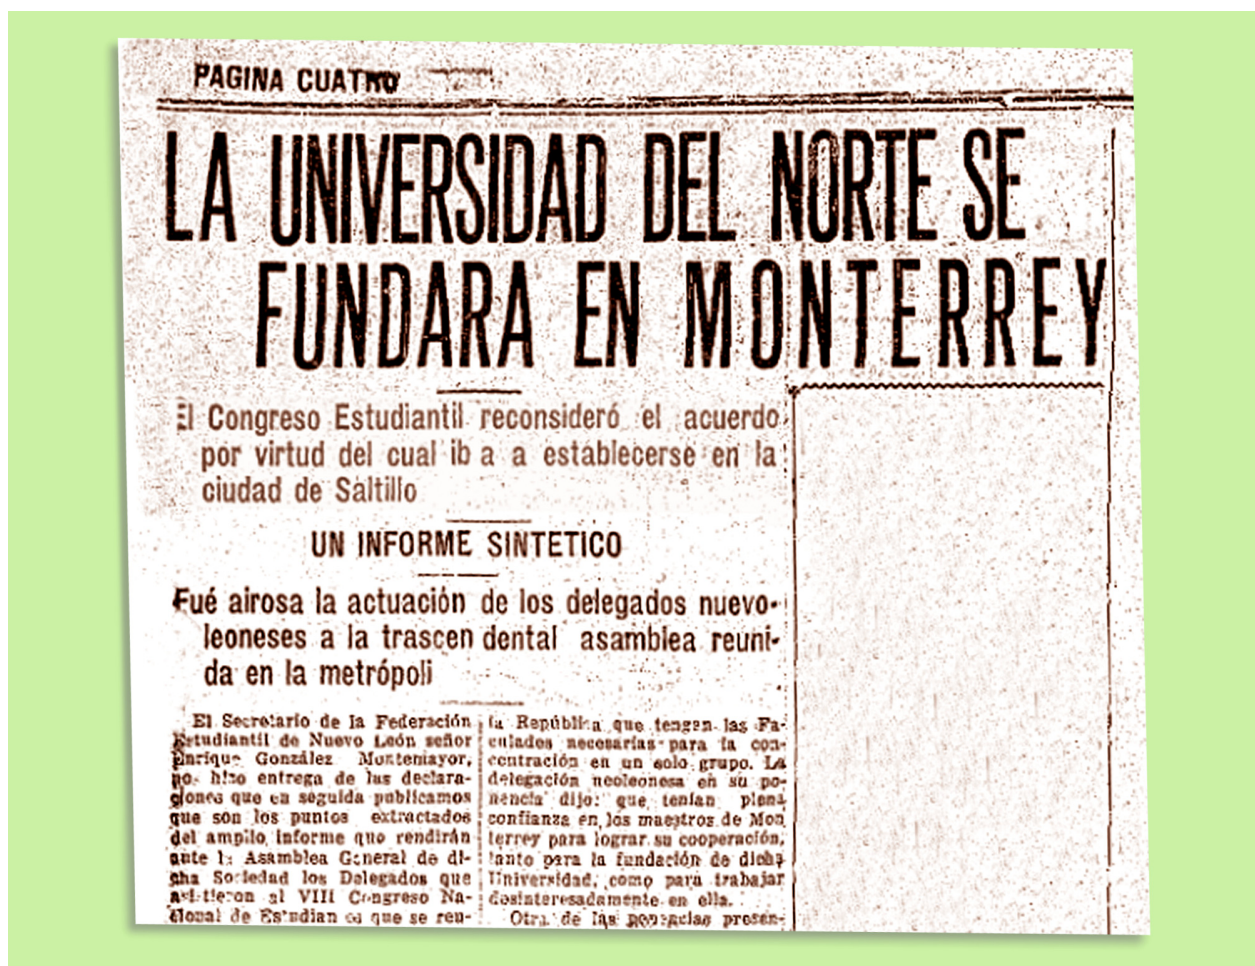 PAGINA CUATRO
LA UNIVERSIDAD DEL NORTE SE
FUNDARA EN MONTERREY
El Congreso Estudiantil reconsideró el acuerdo
por virtud del cual ib a a establecerse en la
ciudad de Saltillo
UN INFORME SINTETICO
Fué airosa la actuación de los delegados nuevo-
leoneses a la trascen dental asamblea reuni-
da en la metrópoli
El Secretario de la Federación
Estudiantil de Nuevo León señor
Enrique González Montemayor,
nos hizo entrega de las declara-
ciones que en seguida publicamos
que son los puntos extractados
del amplio informe que rendirán
ante la Asamblea General de di-
cha Sociedad los Delegados que
asistieron al VIII Congreso Na-
cional de Estudian es que se reu-
la República que tengan las Fa-
culades necesarias para la con-
centración en un solo grupo. La
delegación neoleonesa en su po-
nencia dijo: que tenían plena
confianza en los maestros de Mon
terrey para lograr su cooperación,
tanto para la fundación de dicha
Universidad, como para trabajar
desinteresadamente en ella.
Otra de las ponencias presen-